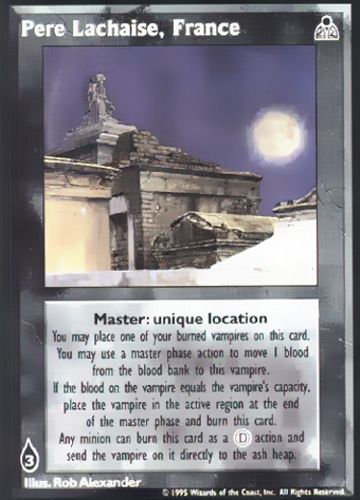 Pere Lachaise, France
Master: unique location
You may place one of your burned vampires on this card.
You may use a master phase action to move 1 blood
from the blood bank to this vampire.
If the blood on the vampire equals the vampire's capacity,
place the vampire in the active region at the end
of the master phase and burn this card.
Any minion can burn this card as a D action and
send the vampire on it directly to the ash heap.
3
Illus. Rob Alexander
© 1995 Wizards of the Coast, Inc. All rights reserved.